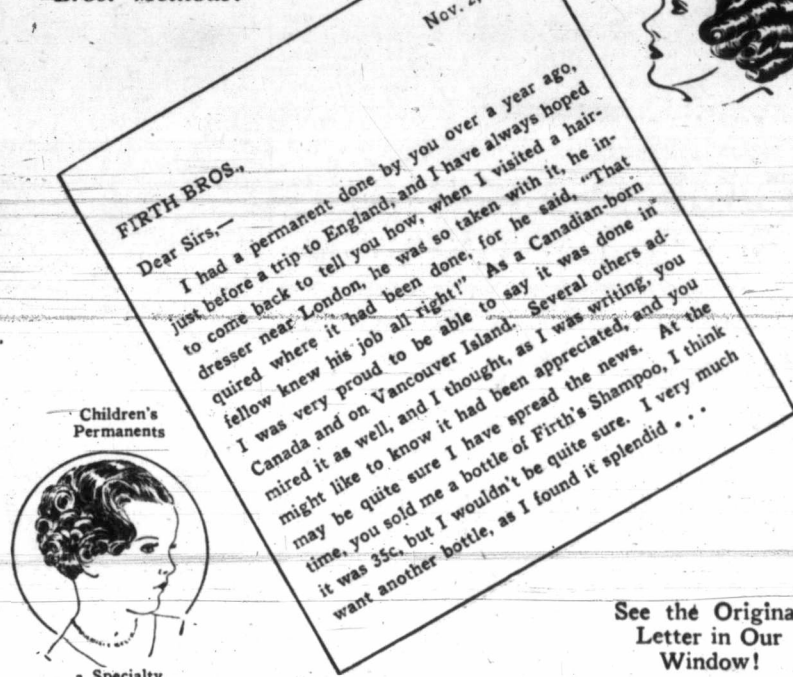 Nov. 2,
FIRTH BROS.,
Dear Sirs,—
I had a permanent done by you over a year ago,
just before a trip to England, and I have always hoped
to come back to tell you how, when I visited a hair-
dresser near London, he was so taken with it, he in-
quired where it had been done, for he said, "That
fellow knew his job all right!" As a Canadian-born
I was very proud to be able to say it was done in
Canada and on Vancouver Island. Several others ad-
mired it as well, and I thought, as I was writing, you
might like to know it had been appreciated, and you
may be quite sure I have spread the news. At the
time, you sold me a bottle of Firth's Shampoo, I think
it was 35c, but I wouldn't be quite sure. I very much
want another bottle, as I found it splendid . . .
Children's
Permanents
a Specialty
See the Origina
Letter in Our
Window!